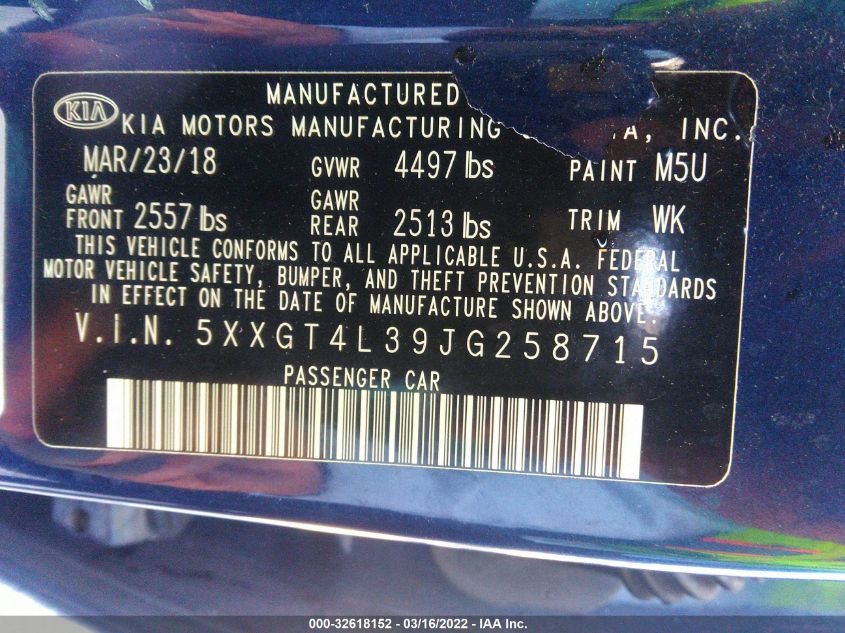 MANUFACTURED
KIA
KIA MOTORS MANUFACTURING INC.
MAR/23/18 GVWR 4497 lbs PAINT M5U
GAWR FRONT 2557 lbs GAWR REAR 2513 lbs TRIM WK
THIS VEHICLE CONFORMS TO ALL APPLICABLE U.S.A. FEDERAL
MOTOR VEHICLE SAFETY, BUMPER, AND THEFT PREVENTION STANDARDS
IN EFFECT ON THE DATE OF MANUFACTURE SHOWN ABOVE.
V.I.N. 5XXGT4L39JG258715
PASSENGER CAR
000-32618152 - 03/16/2022 - IAA Inc.